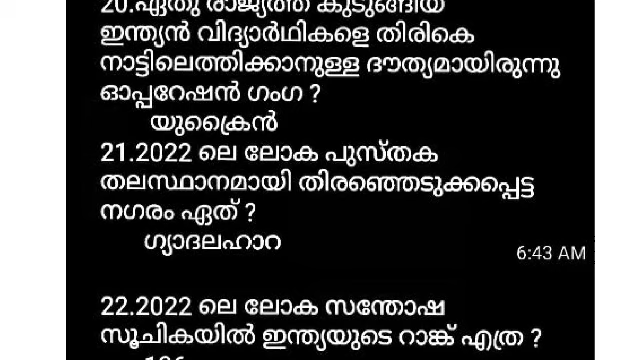 20.ഏതു രാജ്യത്ത് കുടുങ്ങിയ
ഇന്ത്യൻ വിദ്യാർഥികളെ തിരികെ
നാട്ടിലെത്തിക്കാനുള്ള ദൗത്യമായിരുന്നു
ഓപ്പറേഷൻ ഗംഗ ?
യുക്രൈൻ
21.2022 ലെ ലോക പുസ്തക
തലസ്ഥാനമായി തിരഞ്ഞെടുക്കപ്പെട്ട
നഗരം ഏത് ?
ഗ്വാദലഹാറ
6:43 AM
22.2022 ലെ ലോക സന്തോഷ
സൂചികയിൽ ഇന്ത്യയുടെ റാങ്ക് എത്ര ?